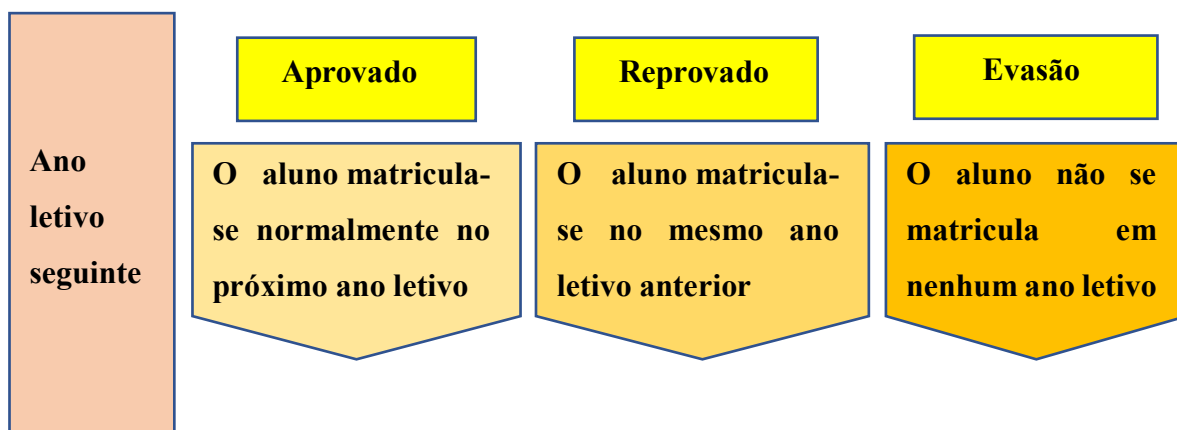 Ano
letivo
seguinte
Aprovado
O aluno matricula-
se normalmente no
próximo ano letivo
Reprovado
O aluno matricula-
se no mesmo ano
letivo anterior
Evasão
O aluno não se
matricula em
nenhum ano letivo